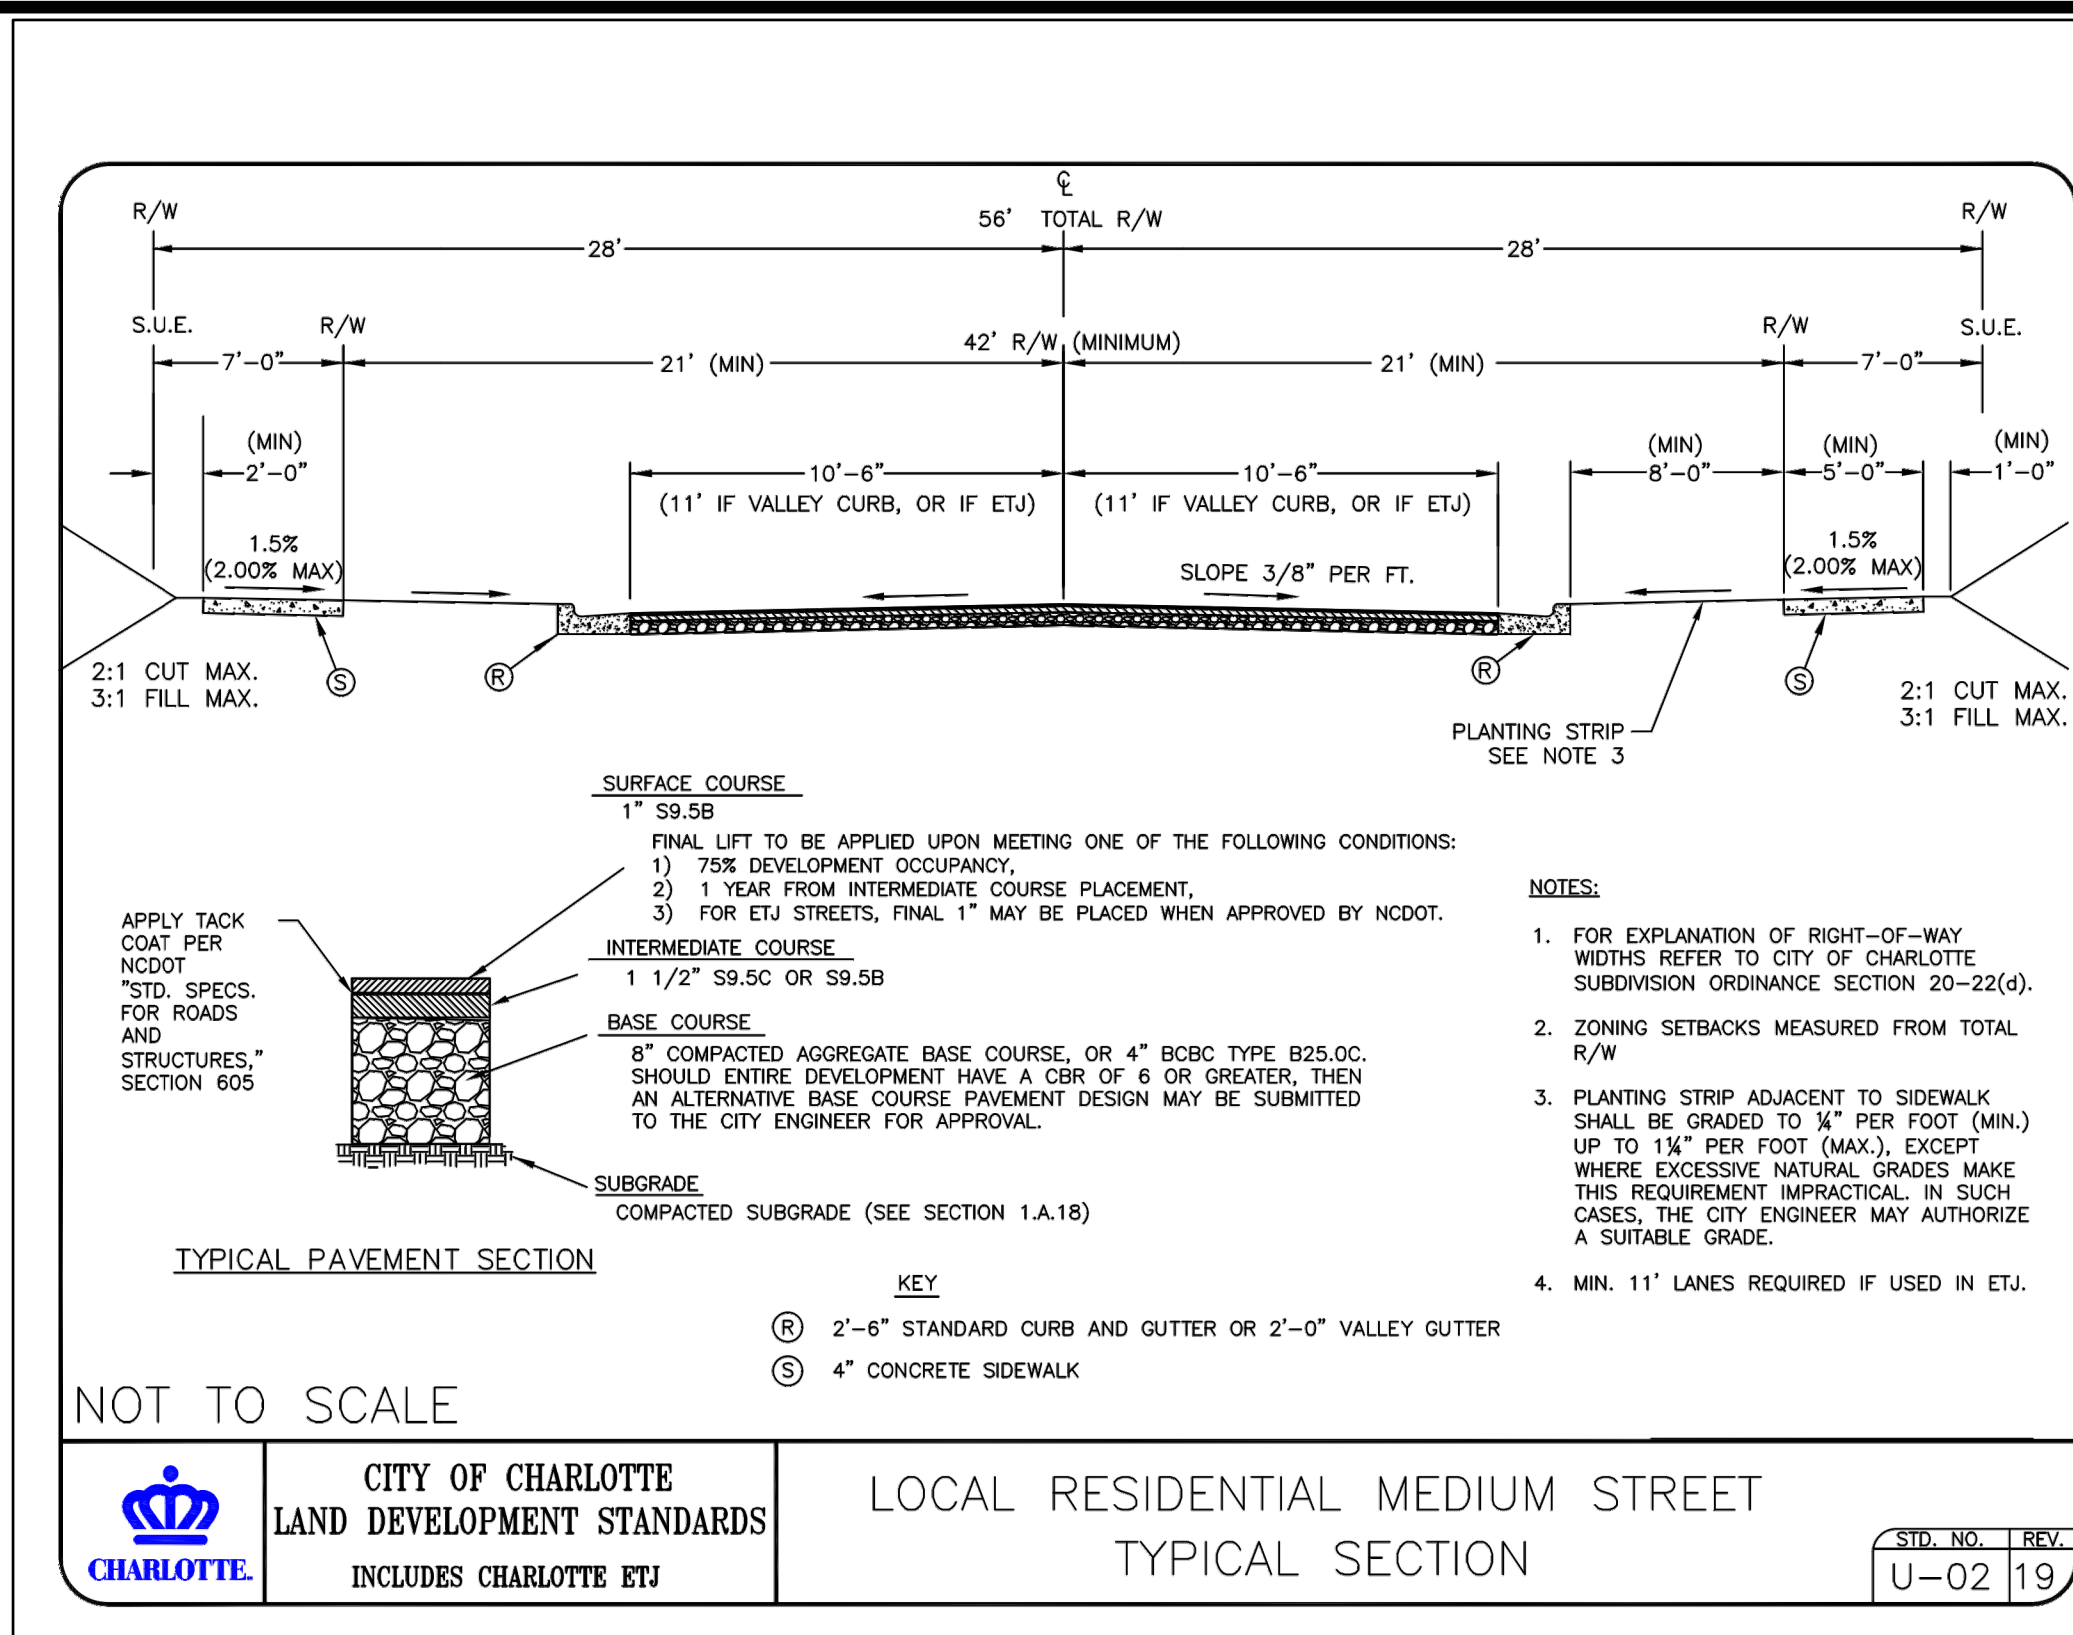 ℄
R/W
56' TOTAL R/W
R/W
28'
28'
S.U.E.
R/W
42' R/W (MINIMUM)
R/W
S.U.E.
7'-0"
21' (MIN)
21' (MIN)
7'-0"
(MIN)
2'-0"
10'-6"
(11' IF VALLEY CURB, OR IF ETJ)
10'-6"
(11' IF VALLEY CURB, OR IF ETJ)
(MIN)
8'-0"
(MIN)
5'-0"
(MIN)
1'-0"
1.5%
(2.00% MAX)
SLOPE 3/8" PER FT.
1.5%
(2.00% MAX)
2:1 CUT MAX.
3:1 FILL MAX.
S
R
R
S
2:1 CUT MAX.
3:1 FILL MAX.
PLANTING STRIP
SEE NOTE 3
SURFACE COURSE
1" S9.5B
FINAL LIFT TO BE APPLIED UPON MEETING ONE OF THE FOLLOWING CONDITIONS:
1) 75% DEVELOPMENT OCCUPANCY,
2) 1 YEAR FROM INTERMEDIATE COURSE PLACEMENT,
3) FOR ETJ STREETS, FINAL 1" MAY BE PLACED WHEN APPROVED BY NCDOT.
APPLY TACK
COAT PER
NCDOT
"STD. SPECS.
FOR ROADS
AND
STRUCTURES,"
SECTION 605
INTERMEDIATE COURSE
1 1/2" S9.5C OR S9.5B
BASE COURSE
8" COMPACTED AGGREGATE BASE COURSE, OR 4" BCBC TYPE B25.0C.
SHOULD ENTIRE DEVELOPMENT HAVE A CBR OF 6 OR GREATER, THEN
AN ALTERNATIVE BASE COURSE PAVEMENT DESIGN MAY BE SUBMITTED
TO THE CITY ENGINEER FOR APPROVAL.
SUBGRADE
COMPACTED SUBGRADE (SEE SECTION 1.A.18)
TYPICAL PAVEMENT SECTION
NOTES:
1. FOR EXPLANATION OF RIGHT-OF-WAY
WIDTHS REFER TO CITY OF CHARLOTTE
SUBDIVISION ORDINANCE SECTION 20-22(d).
2. ZONING SETBACKS MEASURED FROM TOTAL
R/W
3. PLANTING STRIP ADJACENT TO SIDEWALK
SHALL BE GRADED TO ¼" PER FOOT (MIN.)
UP TO 1¼" PER FOOT (MAX.), EXCEPT
WHERE EXCESSIVE NATURAL GRADES MAKE
THIS REQUIREMENT IMPRACTICAL. IN SUCH
CASES, THE CITY ENGINEER MAY AUTHORIZE
A SUITABLE GRADE.
4. MIN. 11' LANES REQUIRED IF USED IN ETJ.
KEY
R 2'-6" STANDARD CURB AND GUTTER OR 2'-0" VALLEY GUTTER
S 4" CONCRETE SIDEWALK
NOT TO SCALE
CHARLOTTE.
CITY OF CHARLOTTE
LAND DEVELOPMENT STANDARDS
INCLUDES CHARLOTTE ETJ
LOCAL RESIDENTIAL MEDIUM STREET
TYPICAL SECTION
STD. NO. REV.
U-02 19